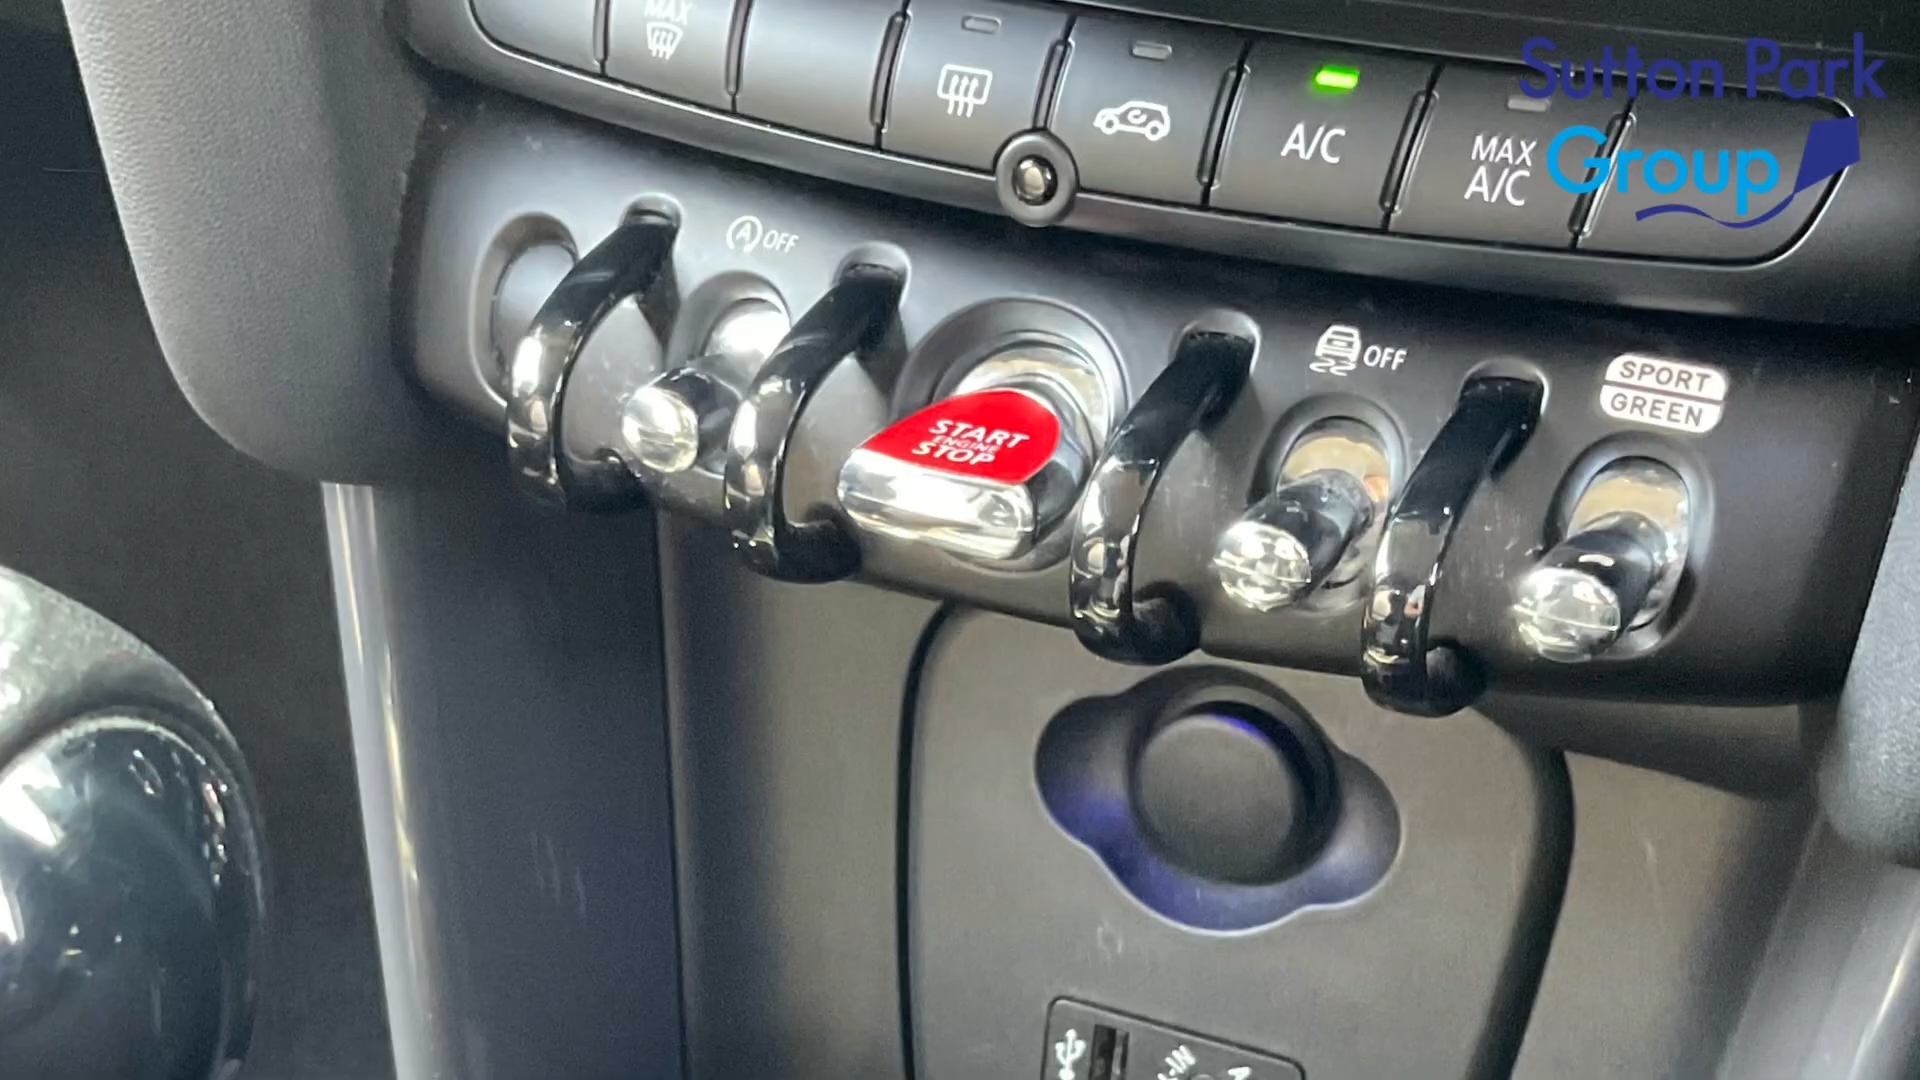 MAX
A/C
MAX
A/C
Sutton Park
Group
A OFF
OFF
SPORT
GREEN
START
ENGINE
STOP